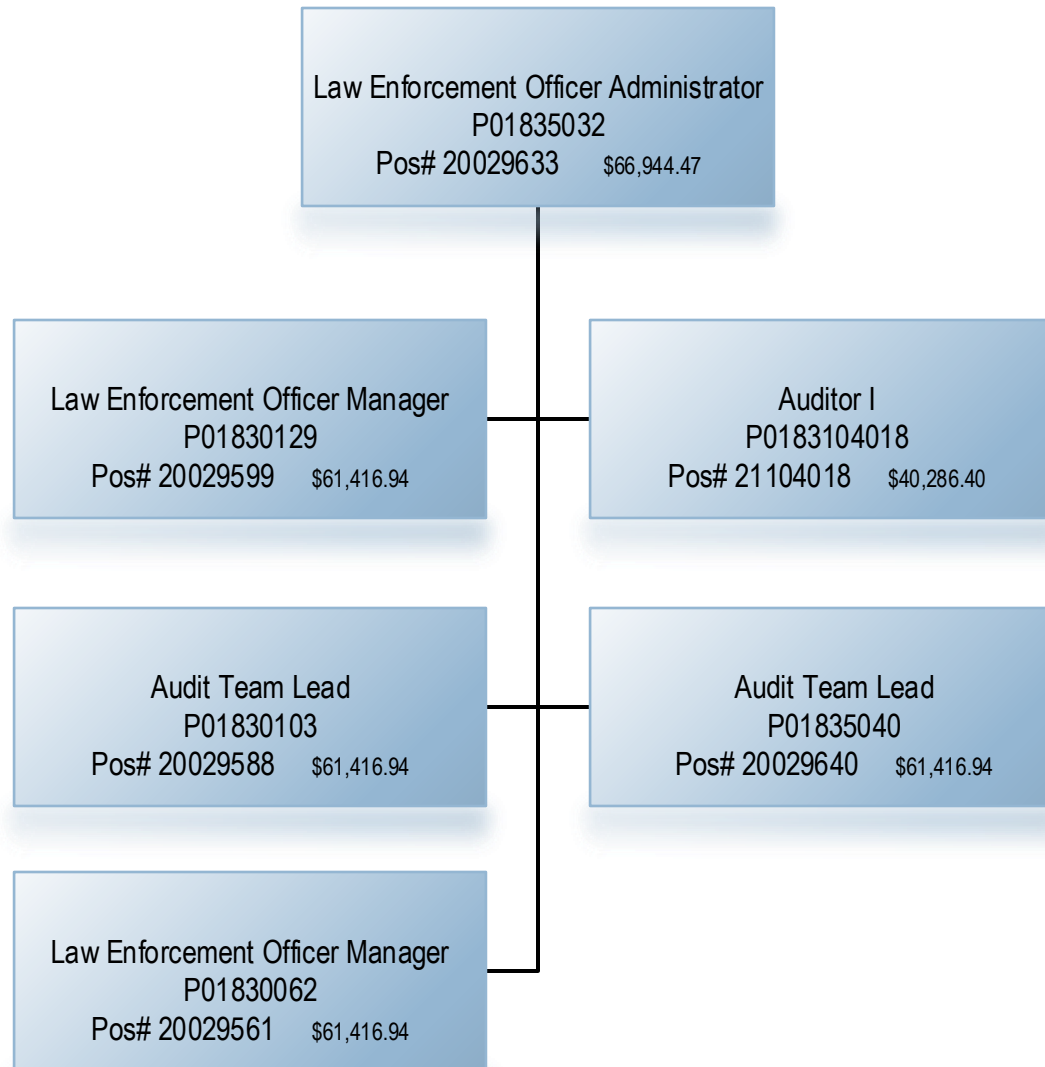 Law Enforcement Officer Administrator
P01835032
Pos# 20029633 $66,944.47
Law Enforcement Officer Manager
P01830129
Pos# 20029599 $61,416.94
Auditor I
P0183104018
Pos# 21104018 $40,286.40
Audit Team Lead
P01830103
Pos# 20029588 $61,416.94
Audit Team Lead
P01835040
Pos# 20029640 $61,416.94
Law Enforcement Officer Manager
P01830062
Pos# 20029561 $61,416.94